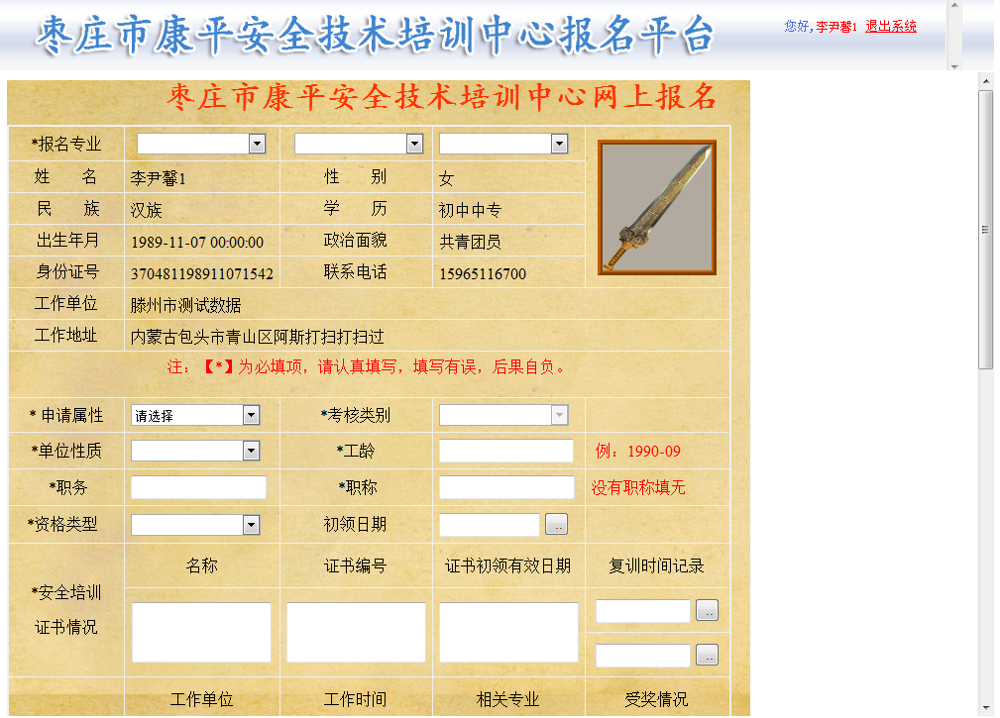 枣庄市康平安全技术培训中心报名平台
您好,李尹馨1 退出系统
枣庄市康平安全技术培训中心网上报名
*报名专业
姓 名 李尹馨1 性 别 女
民 族 汉族 学 历 初中中专
出生年月 1989-11-07 00:00:00 政治面貌 共青团员
身份证号 370481198911071542 联系电话 15965116700
工作单位 滕州市测试数据
工作地址 内蒙古包头市青山区阿斯打扫打扫过
注：【*】为必填项，请认真填写，填写有误，后果自负。
* 申请属性 请选择 *考核类别
*单位性质 *工龄 例：1990-09
*职务 *职称 没有职称填无
*资格类型 初领日期 ..
名称 证书编号 证书初领有效日期 复训时间记录
*安全培训
证书情况
..
..
工作单位 工作时间 相关专业 受奖情况